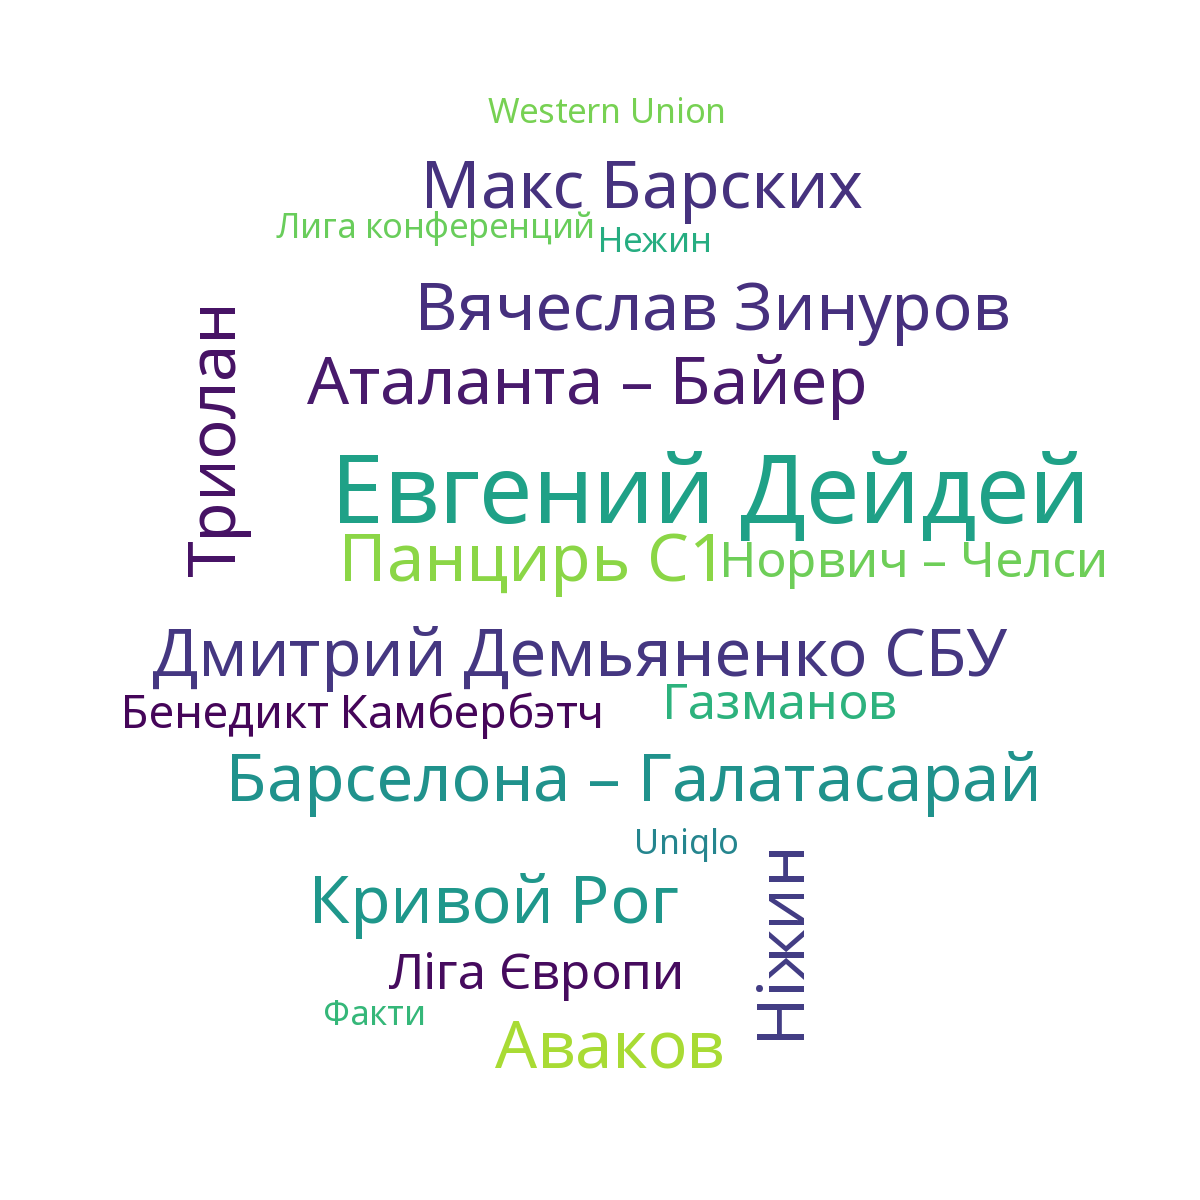 Western Union
Макс Барских
Лига конференций
Нежин
Вячеслав Зинуров
Триолан
Аталанта – Байер
Евгений Дейдей
Панцирь С1
Норвич – Челси
Дмитрий Демьяненко СБУ
Бенедикт Камбербэтч
Газманов
Барселона – Галатасарай
Uniqlo
Кривой Рог
Ніжин
Ліга Європи
Факти
Аваков